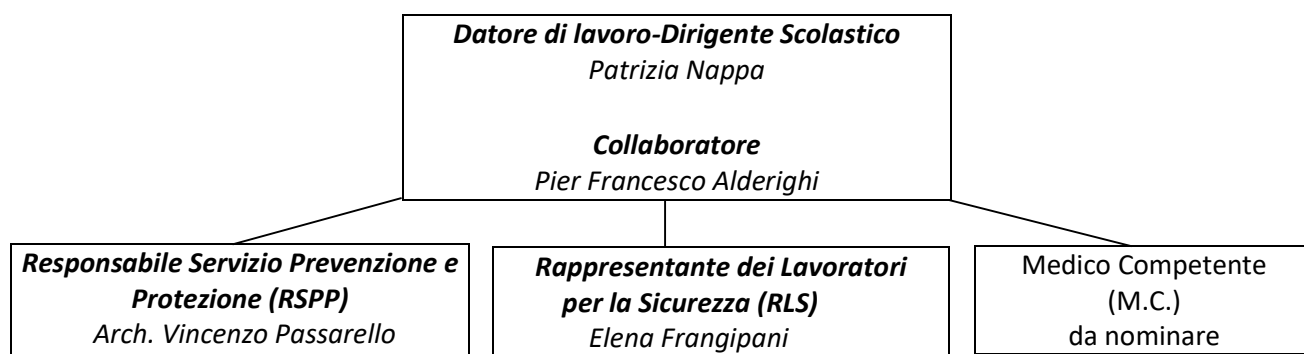 Datore di lavoro-Dirigente Scolastico
Patrizia Nappa
Collaboratore
Pier Francesco Alderighi
Responsabile Servizio Prevenzione e
Protezione (RSPP)
Arch. Vincenzo Passarello
Rappresentante dei Lavoratori
per la Sicurezza (RLS)
Elena Frangipani
Medico Competente
(M.C.)
da nominare